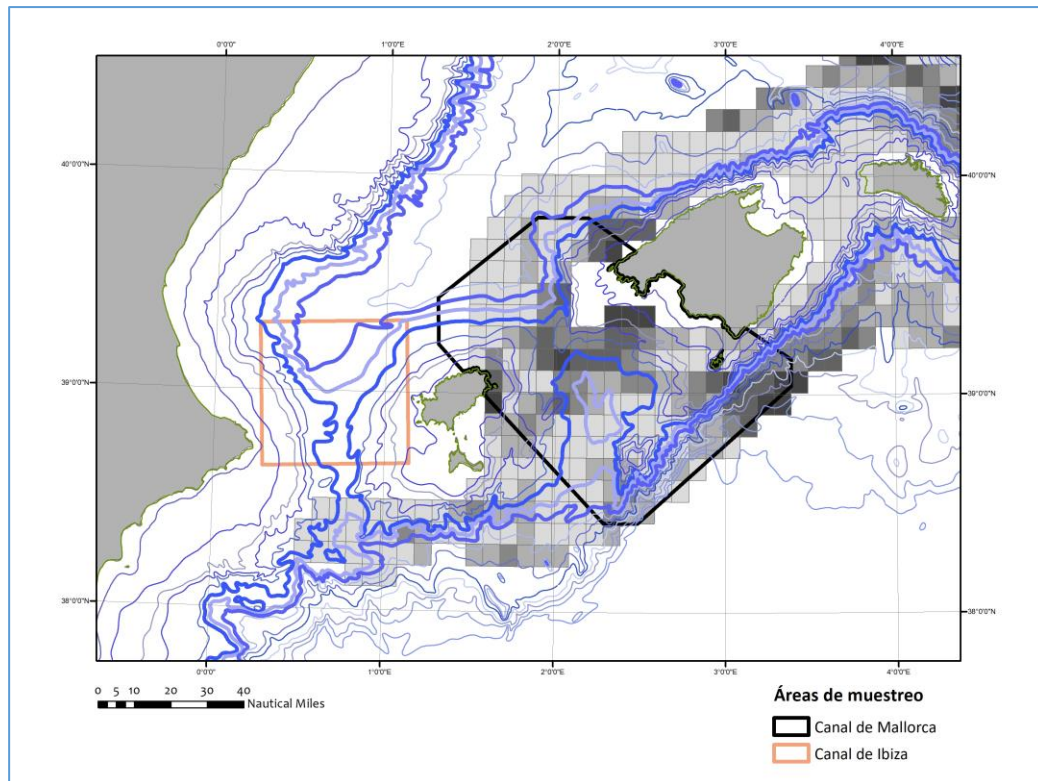 0°0'0" 1°0'0"E 2°0'0"E 3°0'0"E 4°0'0"E
40°0'0"N 40°0'0"N
39°0'0"N 39°0'0"N
38°0'0"N 38°0'0"N
0°0'0" 1°0'0"E 2°0'0"E 3°0'0"E 4°0'0"E
0 5 10 20 30 40
Nautical Miles
Áreas de muestreo
Canal de Mallorca
Canal de Ibiza